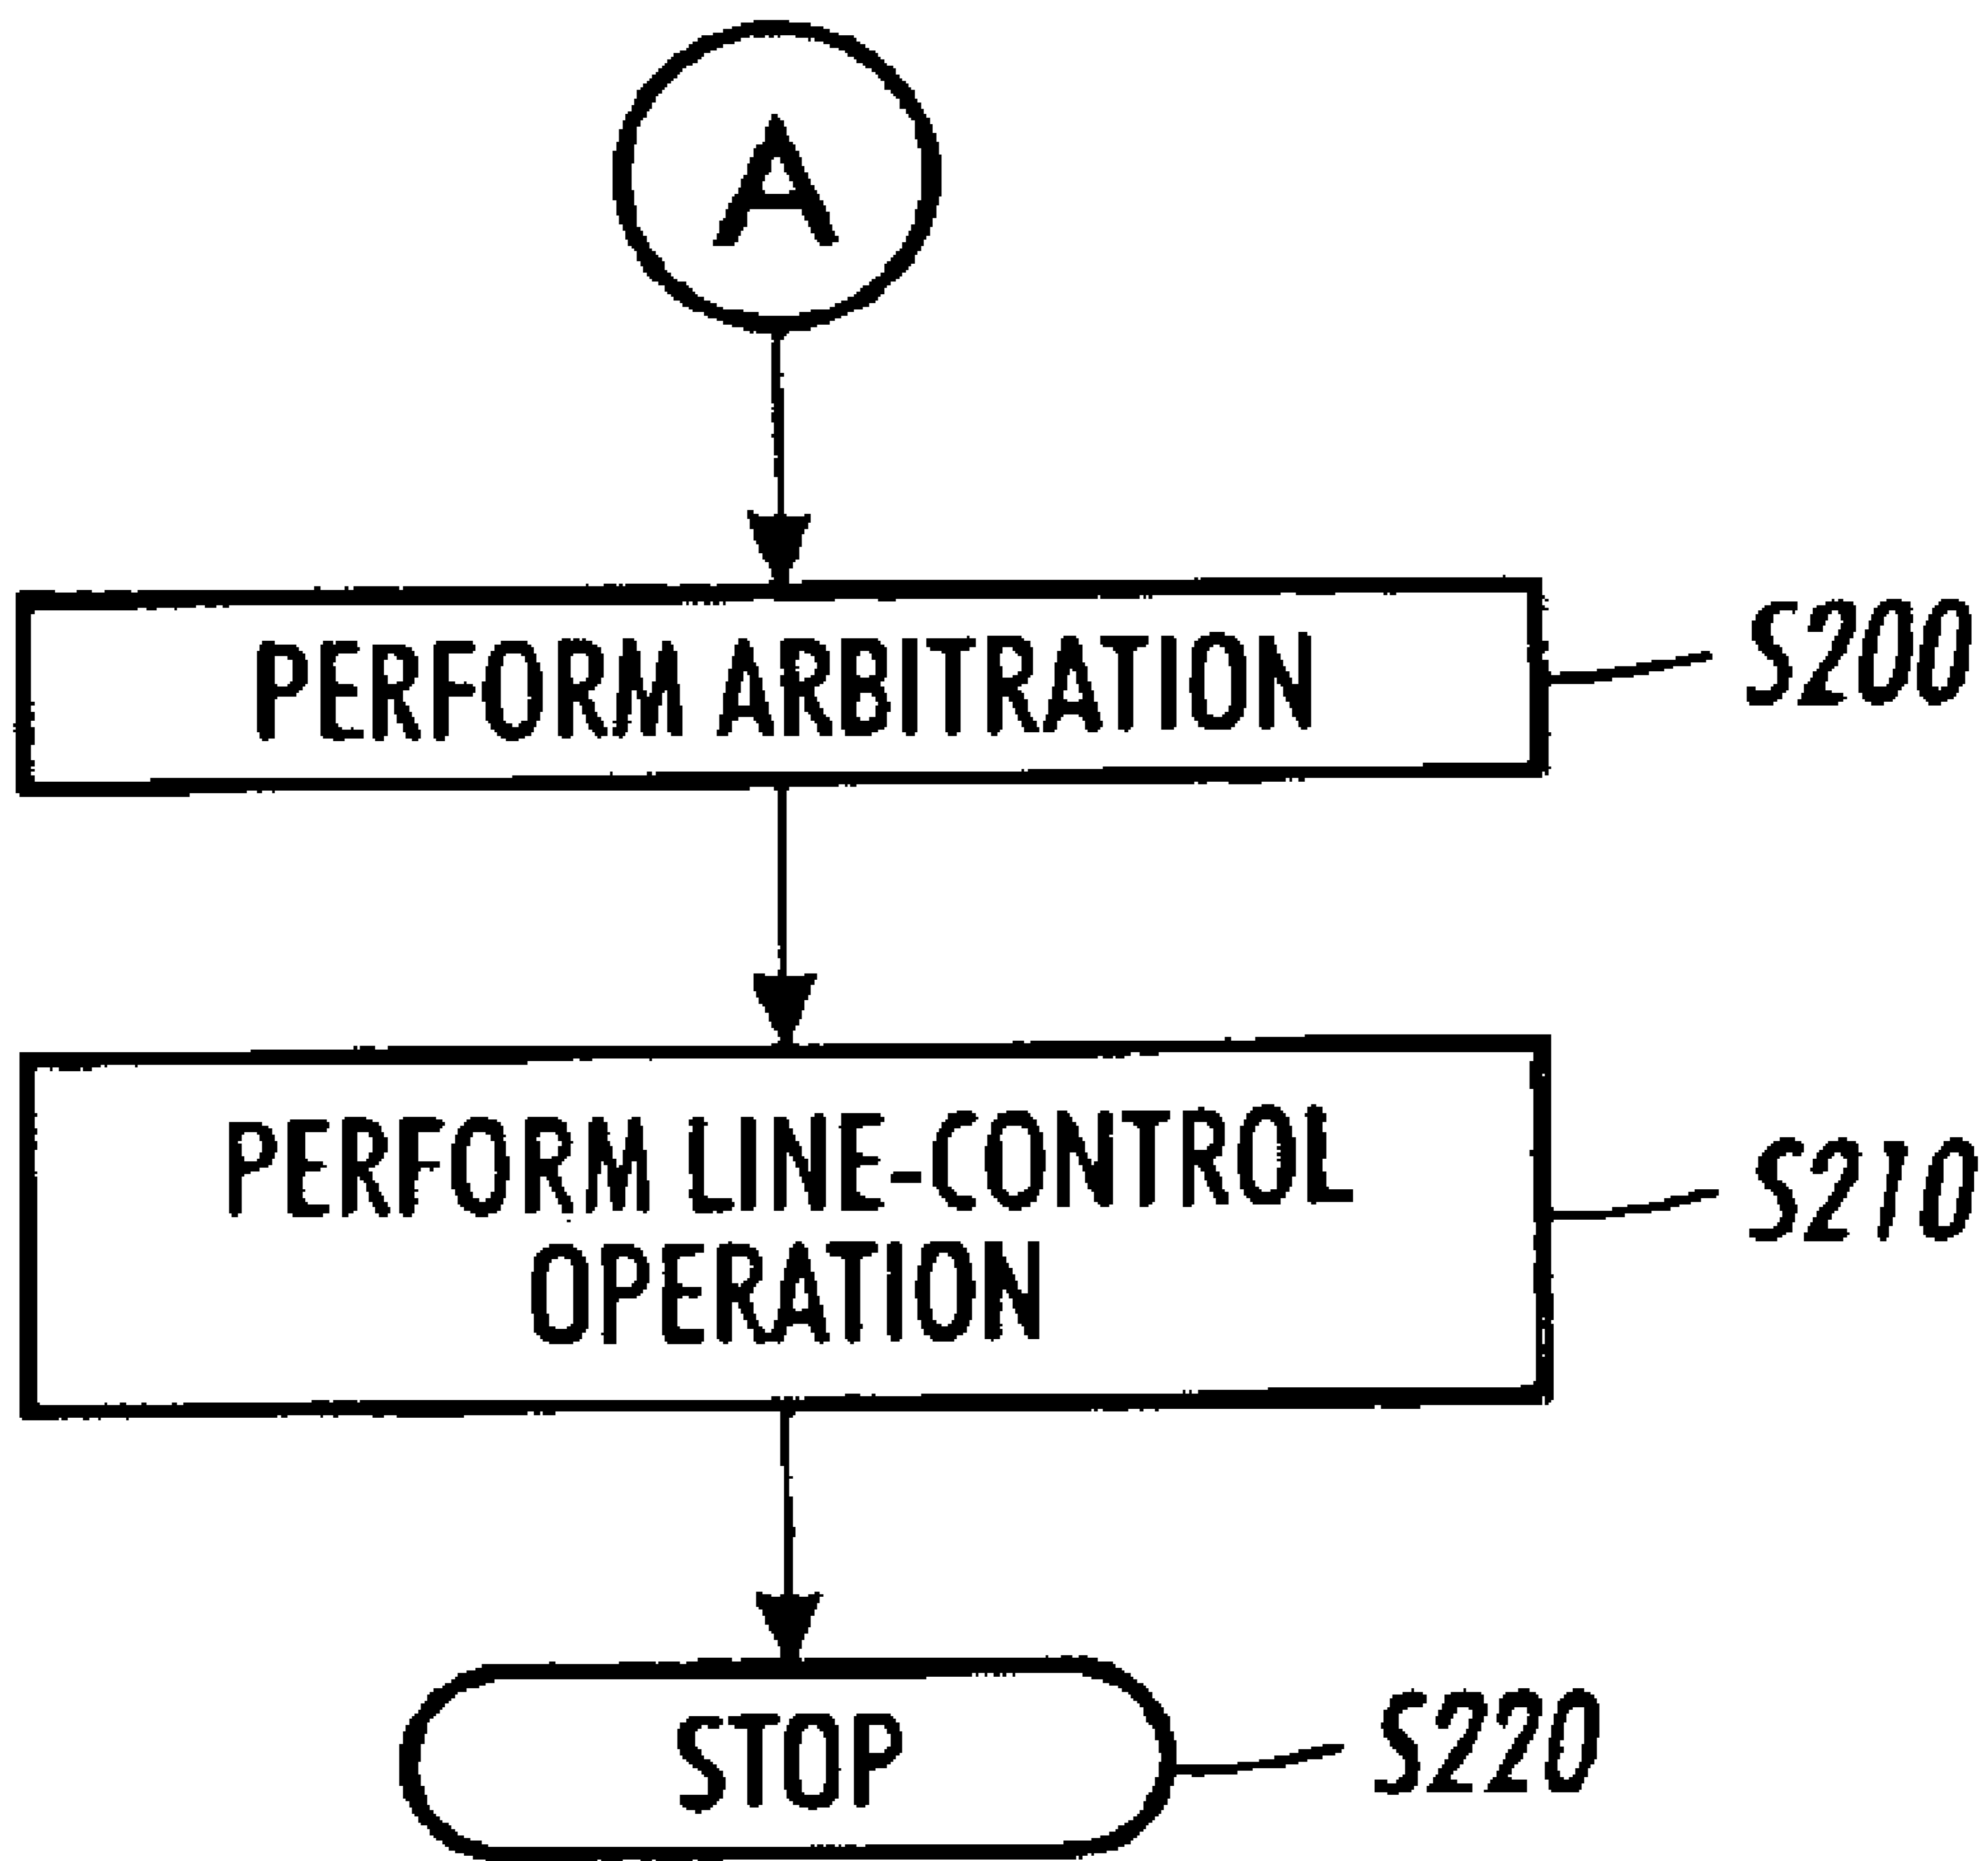 A
PERFORM ARBITRATION
S200
PERFORM LINE-CONTROL
OPERATION
S210
STOP
S220